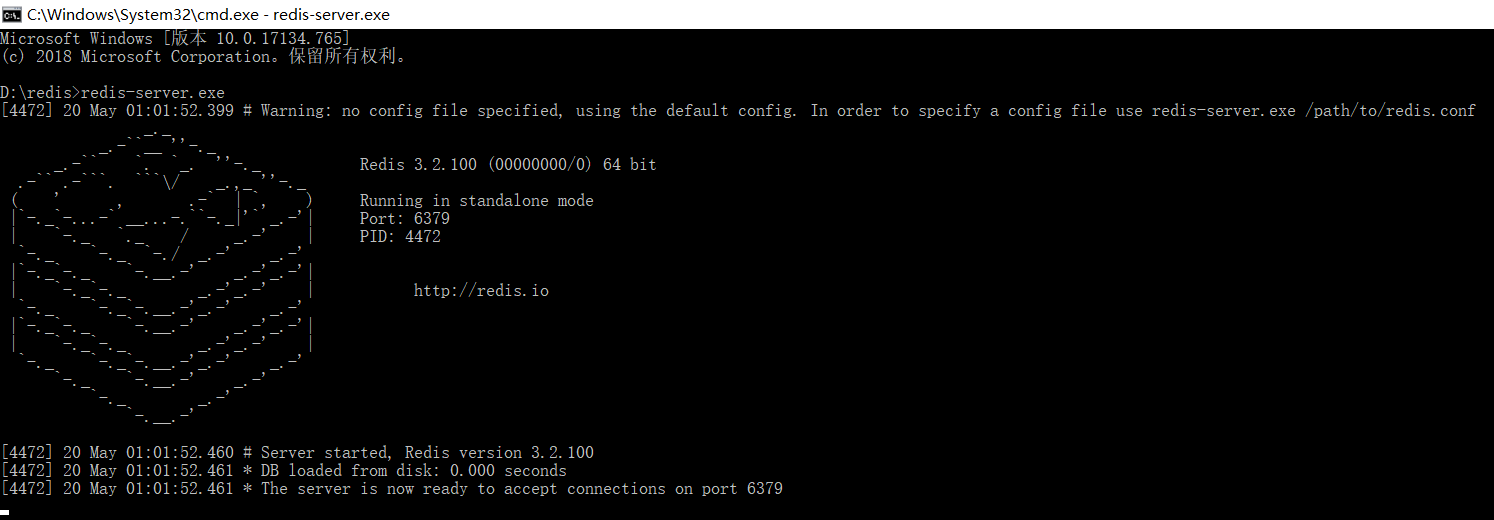 C:\Windows\System32\cmd.exe - redis-server.exe
Microsoft Windows [版本 10.0.17134.765]
(c) 2018 Microsoft Corporation。保留所有权利。
D:\redis>redis-server.exe
[4472] 20 May 01:01:52.399 # Warning: no config file specified, using the default config. In order to specify a config file use redis-server.exe /path/to/redis.conf
Redis 3.2.100 (00000000/0) 64 bit
Running in standalone mode
Port: 6379
PID: 4472
http://redis.io
[4472] 20 May 01:01:52.460 # Server started, Redis version 3.2.100
[4472] 20 May 01:01:52.461 * DB loaded from disk: 0.000 seconds
[4472] 20 May 01:01:52.461 * The server is now ready to accept connections on port 6379